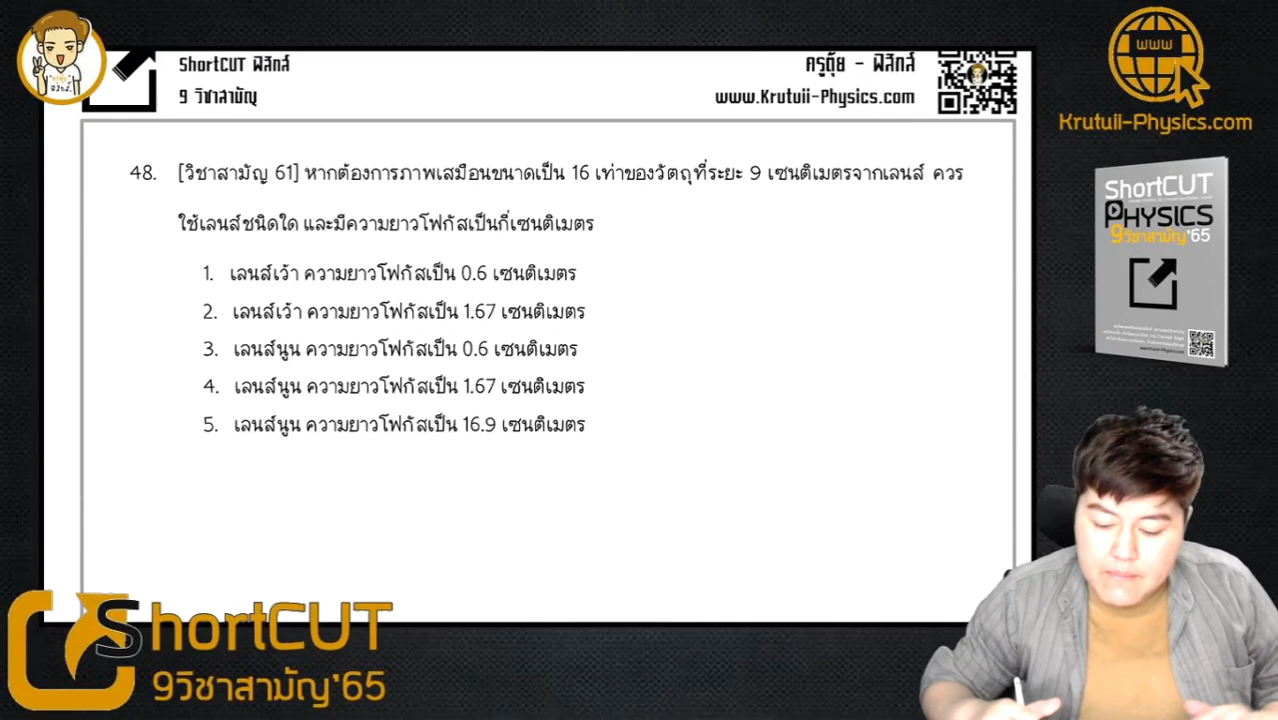 ShortCUT ฟิสิกส์
9 วิชาสามัญ
ครูตุ้ย - ฟิสิกส์
www.Krutuii-Physics.com
www
Krutuii-Physics.com
48. [วิชาสามัญ 61] หากต้องการภาพเสมือนขนาดเป็น 16 เท่าของวัตถุที่ระยะ 9 เซนติเมตรจากเลนส์ ควร
ใช้เลนส์ชนิดใด และมีความยาวโฟกัสเป็นกี่เซนติเมตร
1. เลนส์เว้า ความยาวโฟกัสเป็น 0.6 เซนติเมตร
2. เลนส์เว้า ความยาวโฟกัสเป็น 1.67 เซนติเมตร
3. เลนส์นูน ความยาวโฟกัสเป็น 0.6 เซนติเมตร
4. เลนส์นูน ความยาวโฟกัสเป็น 1.67 เซนติเมตร
5. เลนส์นูน ความยาวโฟกัสเป็น 16.9 เซนติเมตร
ShortCUT
PHYSICS
9วิชาสามัญ'65
ShortCUT
9วิชาสามัญ'65